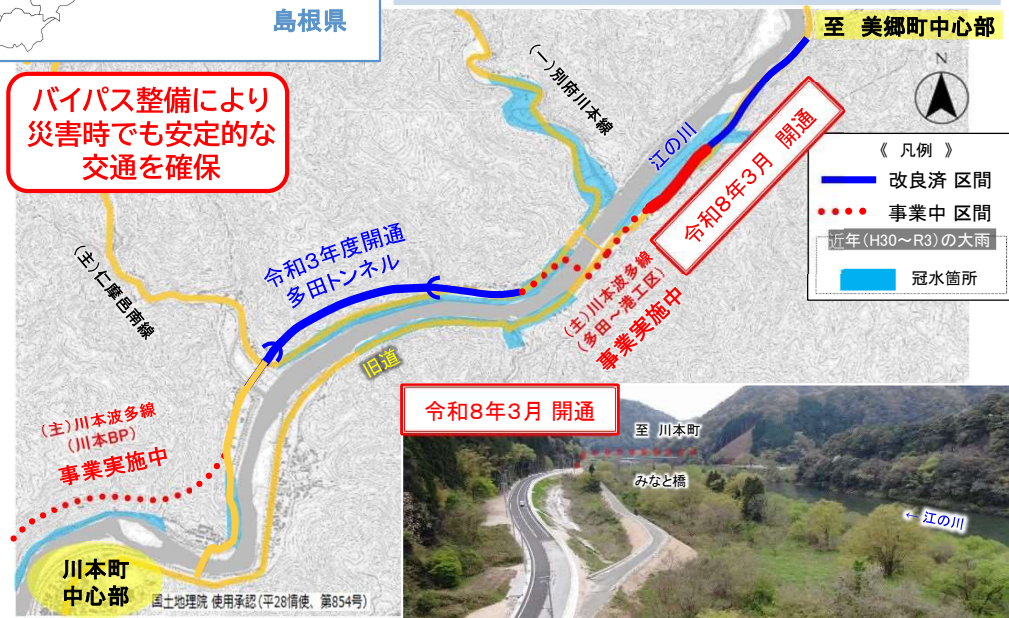 島根県
至 美郷町中心部
バイパス整備により
災害時でも安定的な
交通を確保
(一)別府川本線
江の川
令和8年3月 開通
N
《 凡例 》
改良済 区間
事業中 区間
近年(H30～R3)の大雨
冠水箇所
令和3年度開通
多田トンネル
(主)仁摩邑南線
(主)川本波多線
(多田～港工区)
事業実施中
旧道
(主)川本波多線
(川本BP)
事業実施中
川本町
中心部
国土地理院 使用承認(平28情使、第854号)
令和8年3月 開通
至 川本町
みなと橋
← 江の川